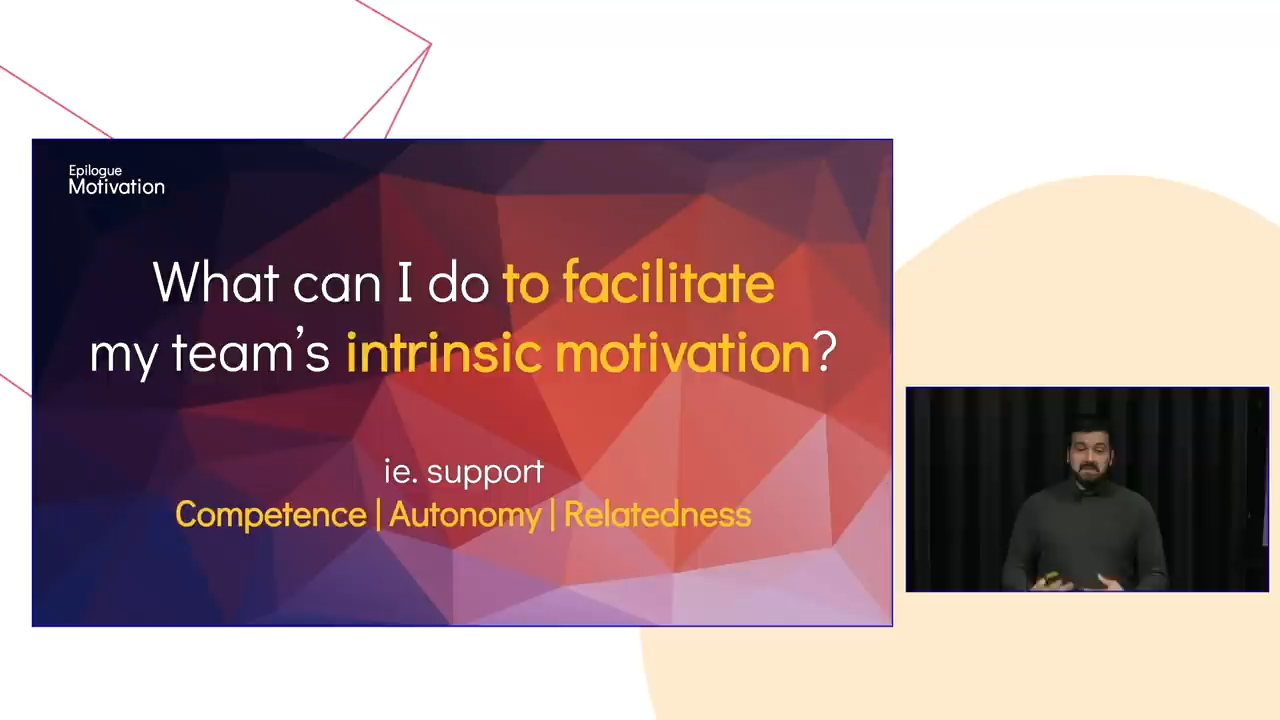 Epilogue
Motivation
What can I do to facilitate
my team's intrinsic motivation?
ie. support
Competence | Autonomy | Relatedness